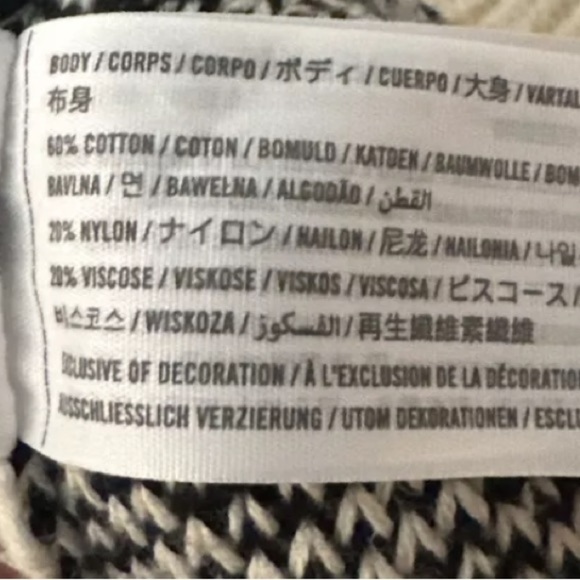 BODY / CORPS / CORPO / ボディ / CUERPO / 大身 / VARTAL
布身
60% COTTON / COTON / BOMULD / KATOEN / BAUMWOLLE / BOM
BAVLNA / 면 / BAWEŁNA / ALGODÃO / القطن
20% NYLON / ナイロン / NAILON / 尼龙 / NAILONIA / 나일
20% VISCOSE / VISKOSE / VISKOS / VISCOSA / ビスコース /
비스코스 / WISKOZA / الفسكوز / 再生纖維素纖維
EXCLUSIVE OF DECORATION / À L'EXCLUSION DE LA DÉCORATIO
AUSSCHLIESSLICH VERZIERUNG / UTOM DEKORATIONEN / ESCLU